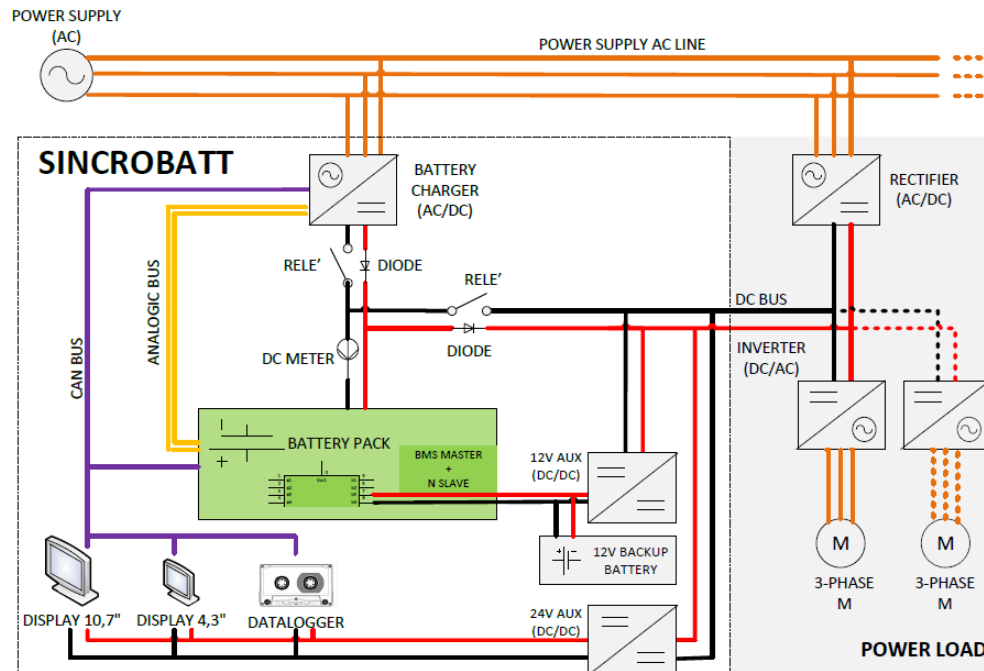 POWER SUPPLY
(AC)
POWER SUPPLY AC LINE
SINCROBATT
BATTERY
CHARGER
(AC/DC)
RECTIFIER
(AC/DC)
RELE'
DIODE
RELE'
DC BUS
DIODE
INVERTER
(DC/AC)
CAN BUS
ANALOGIC BUS
DC METER
BATTERY PACK
BMS MASTER
+
N SLAVE
12V AUX
(DC/DC)
12V BACKUP
BATTERY
M
M
3-PHASE
M
3-PHASE
M
DISPLAY 10,7"
DISPLAY 4,3"
DATALOGGER
24V AUX
(DC/DC)
POWER LOAD